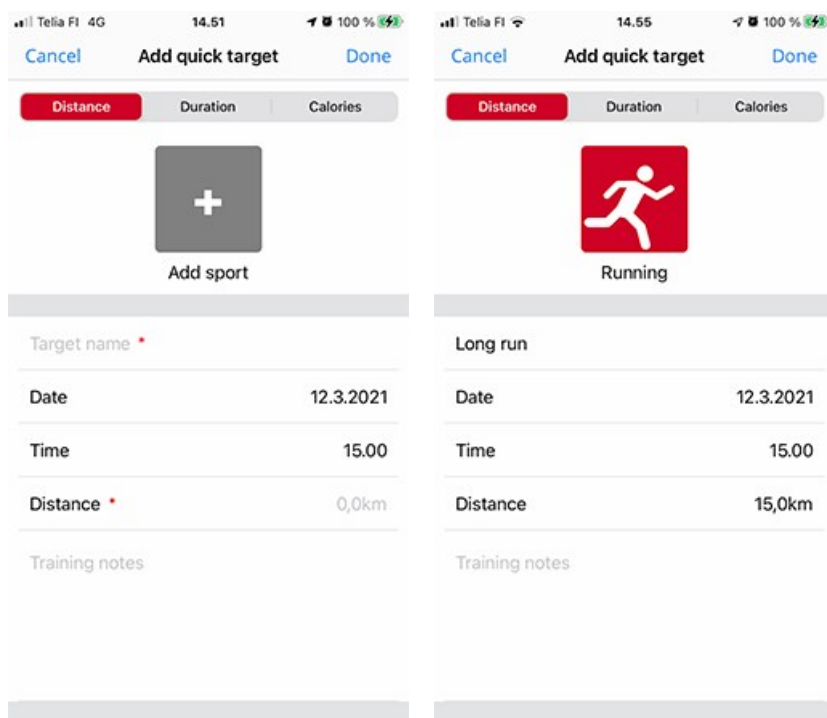 Telia FI 4G 14.51 100 %
Cancel Add quick target Done
Distance Duration Calories
+
Add sport
Target name *
Date 12.3.2021
Time 15.00
Distance * 0,0km
Training notes
Telia FI 14.55 100 %
Cancel Add quick target Done
Distance Duration Calories
Running
Long run
Date 12.3.2021
Time 15.00
Distance 15,0km
Training notes